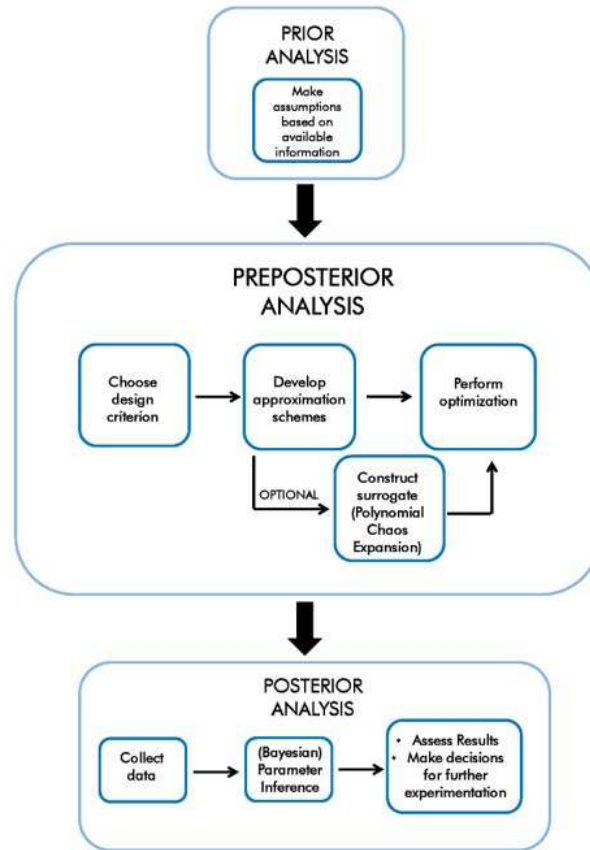 PRIOR
ANALYSIS
Make
assumptions
based on
available
information
PREPOSTERIOR
ANALYSIS
Choose
design
criterion
Develop
approximation
schemes
Perform
optimization
OPTIONAL
Construct
surrogate
(Polynomial
Chaos
Expansion)
POSTERIOR
ANALYSIS
Collect
data
(Bayesian)
Parameter
Inference
• Assess Results
• Make decisions
for further
experimentation